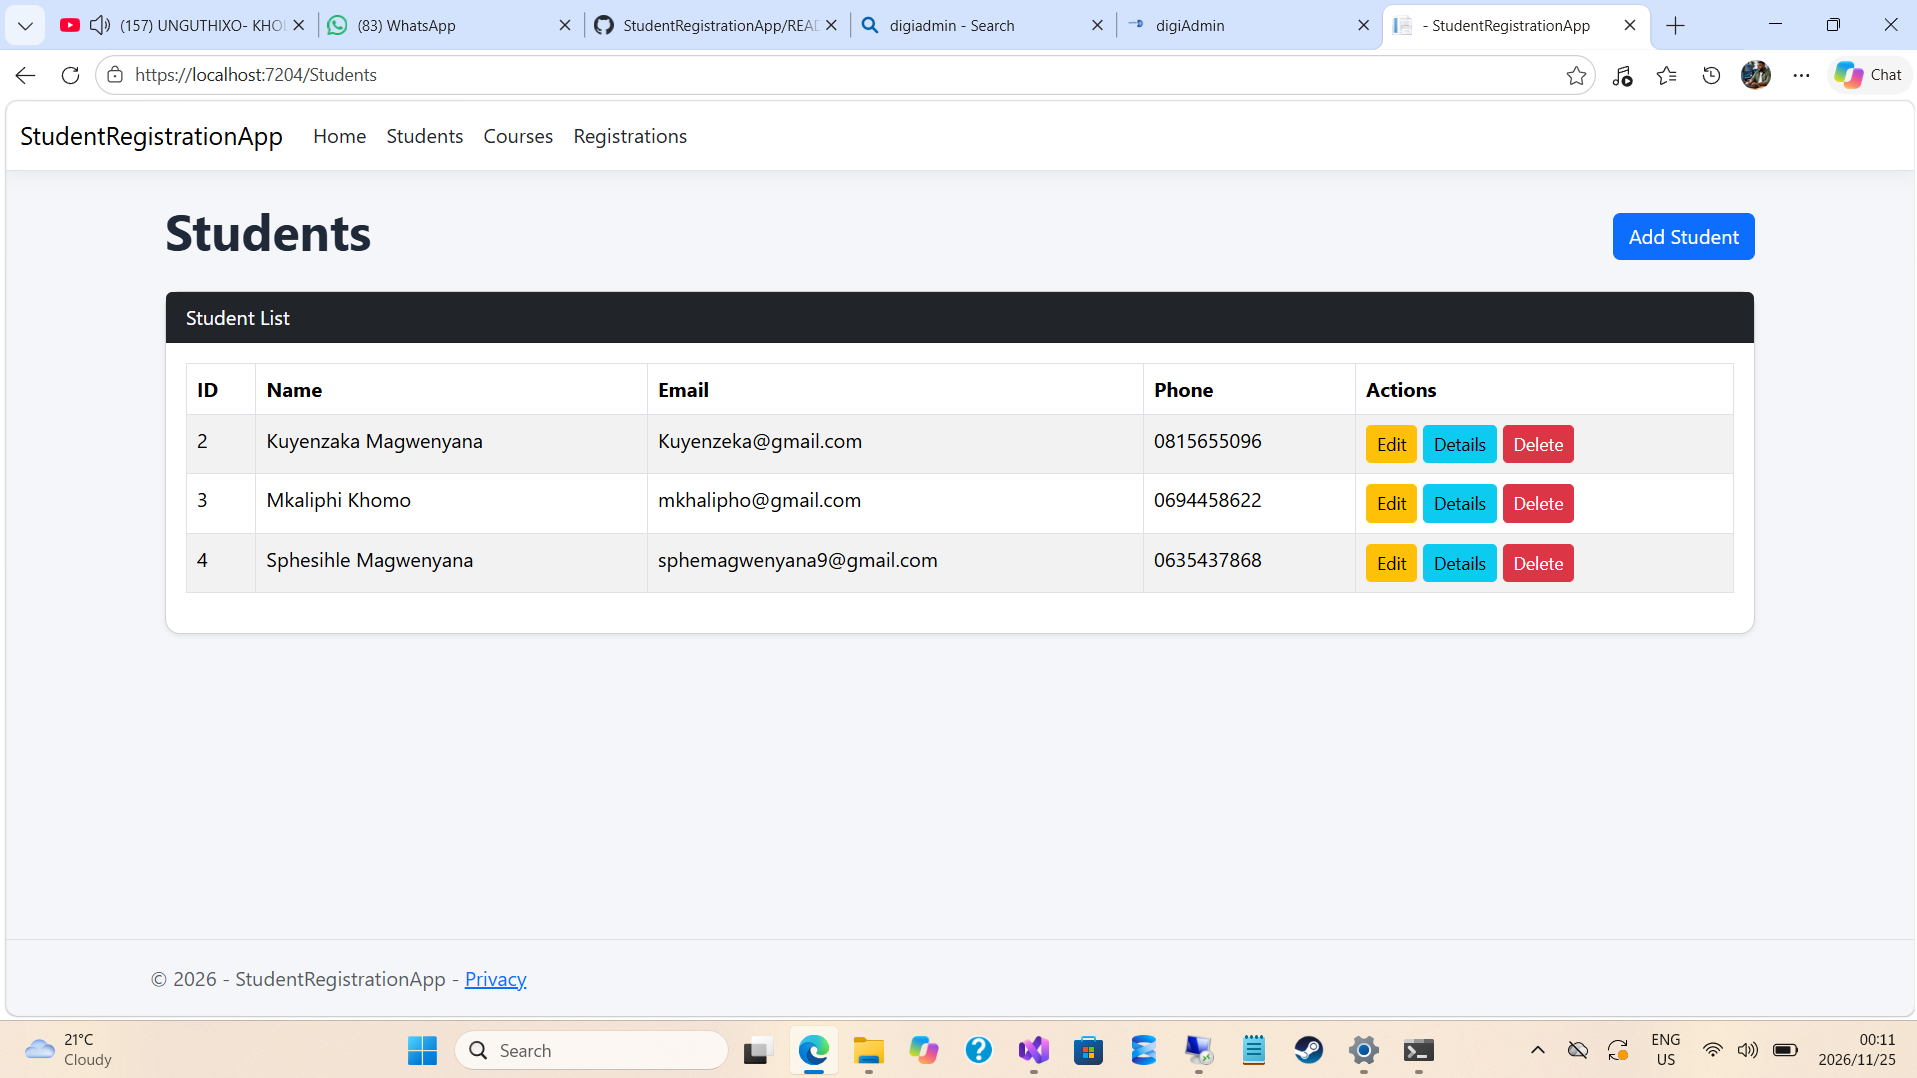 (157) UNGUTHIXO- KHOL
(83) WhatsApp
StudentRegistrationApp/READ
digiadmin - Search
digiAdmin
- StudentRegistrationApp
https://localhost:7204/Students
Chat
StudentRegistrationApp Home Students Courses Registrations
Students
Add Student
Student List
ID Name Email Phone Actions
2 Kuyenzaka Magwenyana Kuyenzeka@gmail.com 0815655096 Edit Details Delete
3 Mkaliphi Khomo mkhalipho@gmail.com 0694458622 Edit Details Delete
4 Sphesihle Magwenyana sphemagwenyana9@gmail.com 0635437868 Edit Details Delete
© 2026 - StudentRegistrationApp - Privacy
21°C
Cloudy
Search
ENG
US
00:11
2026/11/25